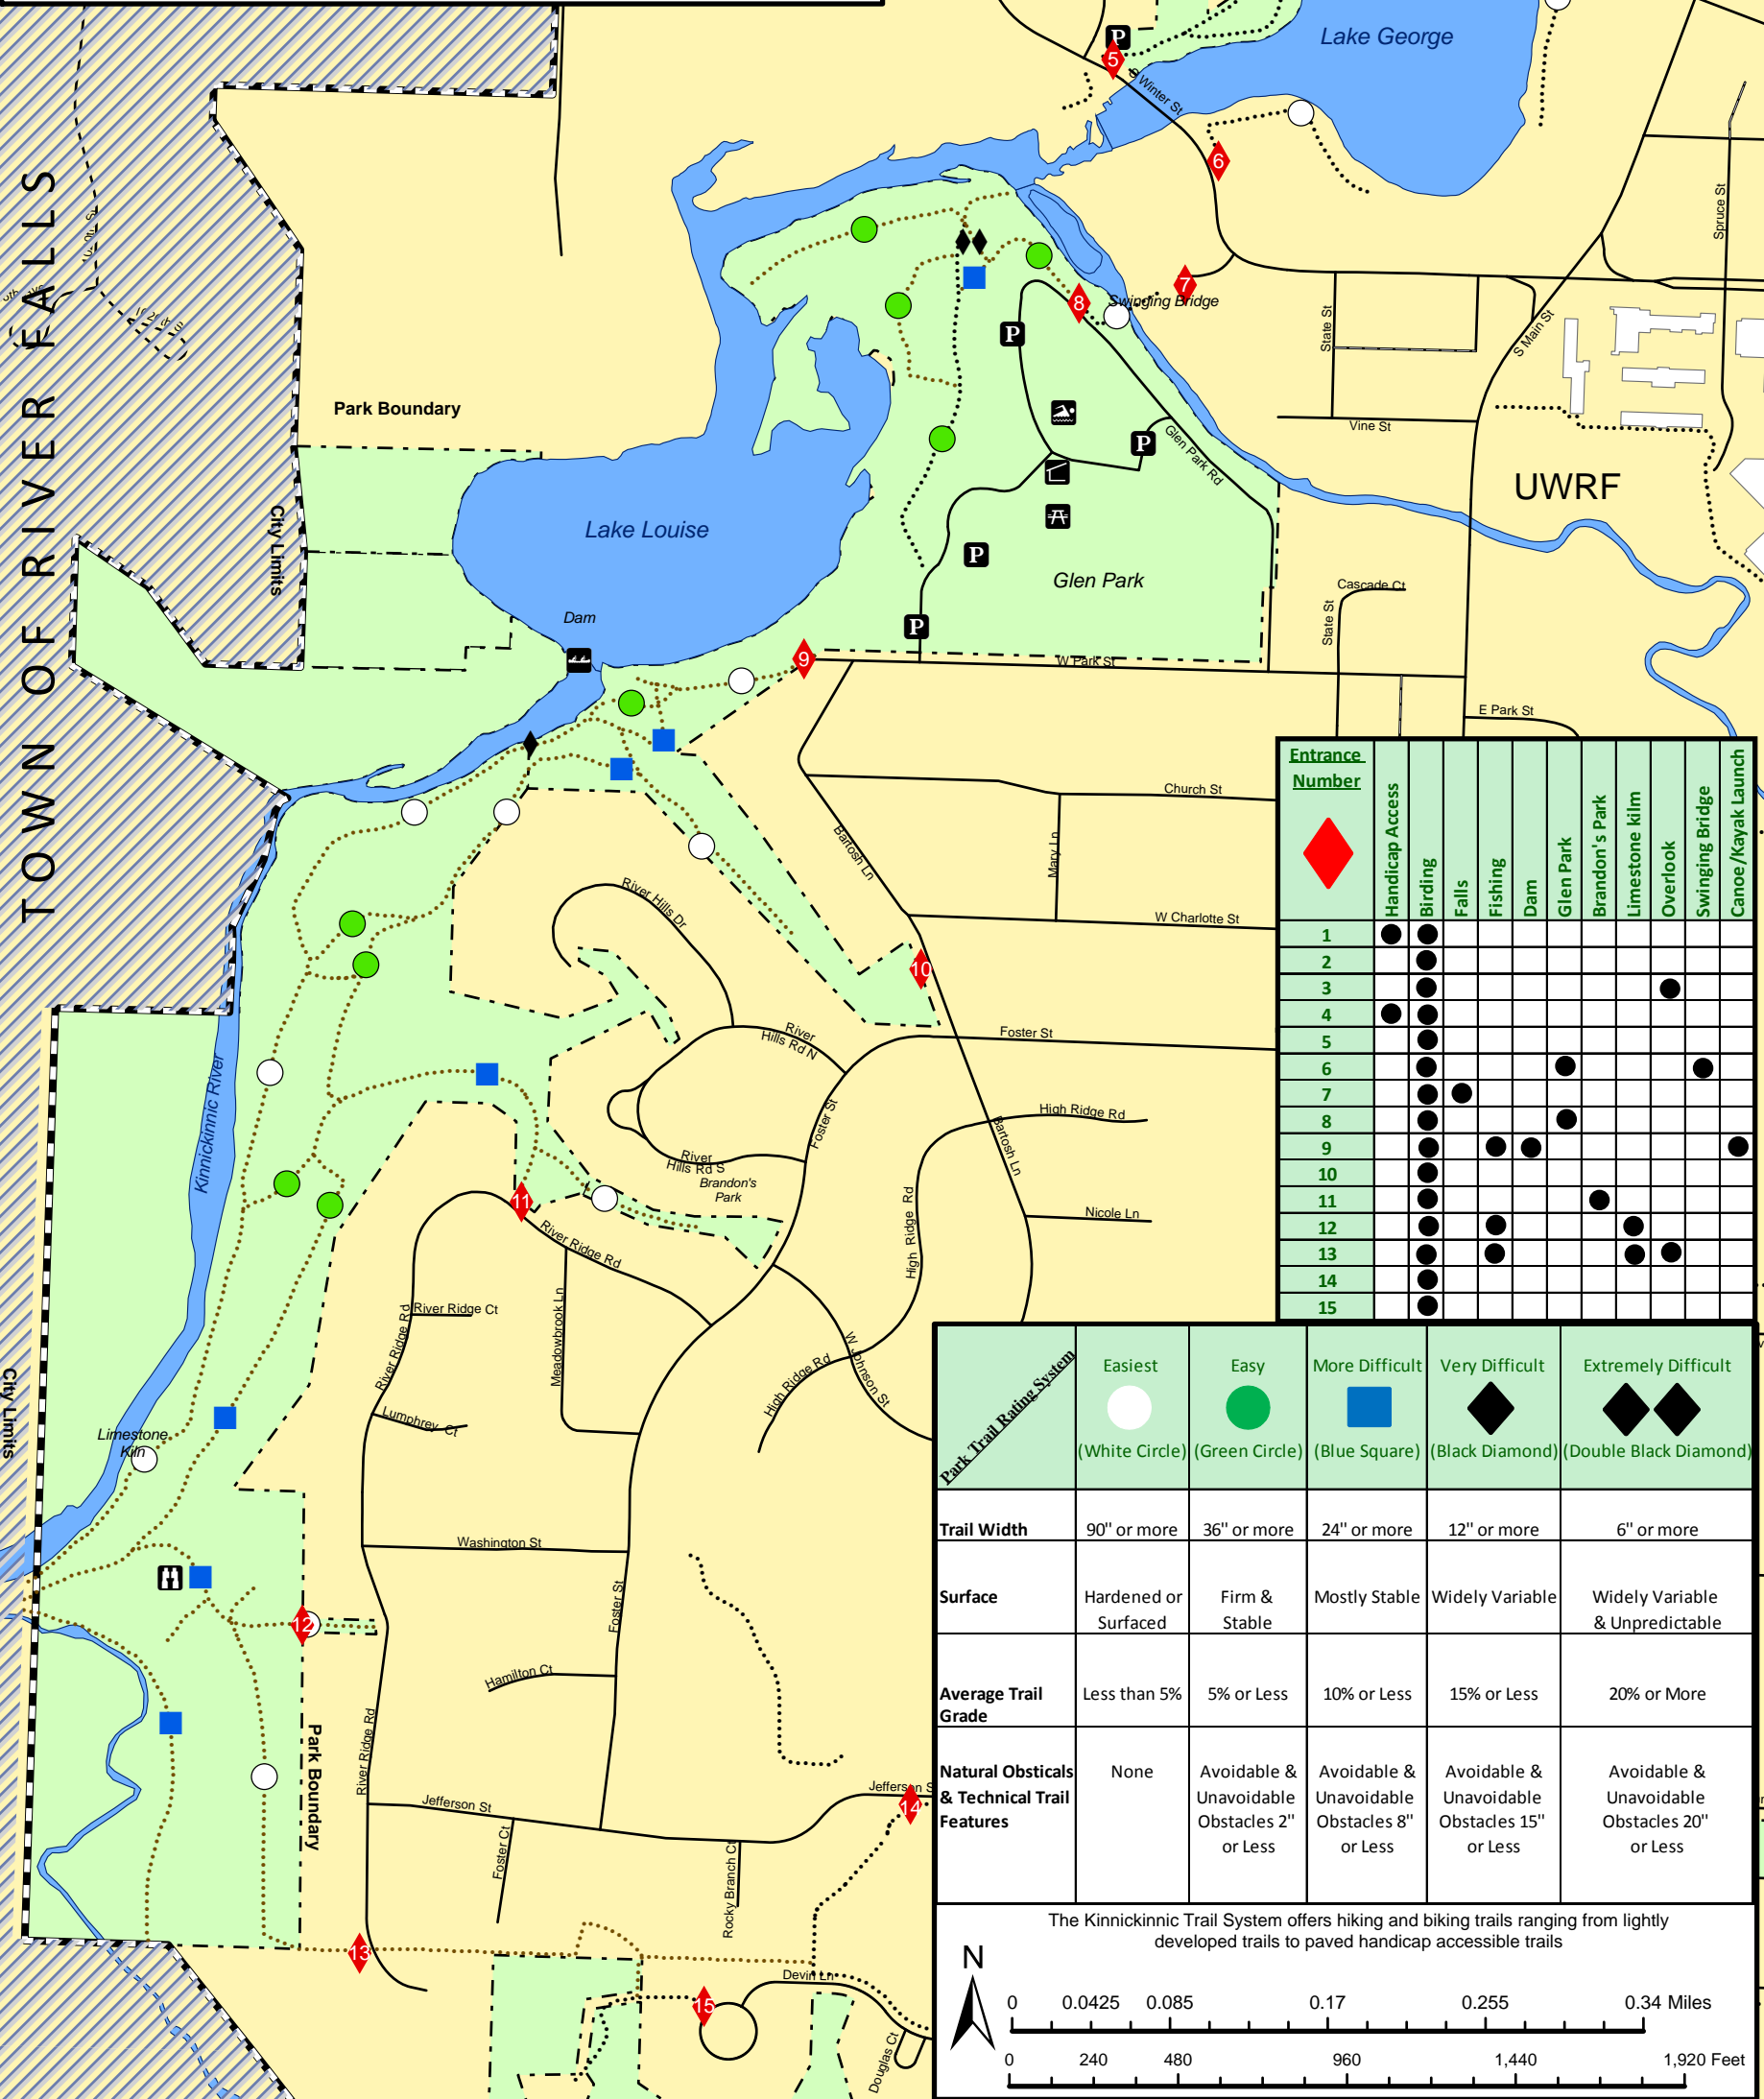 Lake George
P
5
S Winter St
6
TOWN OF RIVER FALLS
Spruce St
7
8
Swinging Bridge
P
State St
S Main St
Park Boundary
P
Vine St
Glen Park Rd
UWRF
City Limits
Lake Louise
P
Glen Park
Cascade Ct
State St
Dam
P
9
W Park St
E Park St
Church St
Bartosh Ln
Mary Ln
River Hills Dr
W Charlotte St
10
River
Hills Rd N
Foster St
Kinnickinnic River
Foster St
High Ridge Rd
Bartosh Ln
River
Hills Rd S
Brandon's
Park
11
High Ridge Rd
Nicole Ln
River Ridge Rd
River Ridge Ct
River Ridge Rd
Meadowbrook Ln
W Johnson St
High Ridge Rd
City Limits
Lumphrey Ct
Limestone
Kiln
Washington St
Foster St
12
Hamilton Ct
Park Boundary
River Ridge Rd
Jefferson St
Jefferson S
14
Foster Ct
Rocky Branch Ct
13
Devin Ln
15
Douglas Ct
Entrance
Number
Handicap Access
Birding
Falls
Fishing
Dam
Glen Park
Brandon's Park
Limestone kilm
Overlook
Swinging Bridge
Canoe/Kayak Launch
1
2
3
4
5
6
7
8
9
10
11
12
13
14
15
Park Trail Rating System
Easiest
(White Circle)
Easy
(Green Circle)
More Difficult
(Blue Square)
Very Difficult
(Black Diamond)
Extremely Difficult
(Double Black Diamond)
Trail Width
90" or more
36" or more
24" or more
12" or more
6" or more
Surface
Hardened or
Surfaced
Firm &
Stable
Mostly Stable
Widely Variable
Widely Variable
& Unpredictable
Average Trail
Grade
Less than 5%
5% or Less
10% or Less
15% or Less
20% or More
Natural Obsticals
& Technical Trail
Features
None
Avoidable &
Unavoidable
Obstacles 2"
or Less
Avoidable &
Unavoidable
Obstacles 8"
or Less
Avoidable &
Unavoidable
Obstacles 15"
or Less
Avoidable &
Unavoidable
Obstacles 20"
or Less
The Kinnickinnic Trail System offers hiking and biking trails ranging from lightly
developed trails to paved handicap accessible trails
N
0 0.0425 0.085 0.17 0.255 0.34 Miles
0 240 480 960 1,440 1,920 Feet